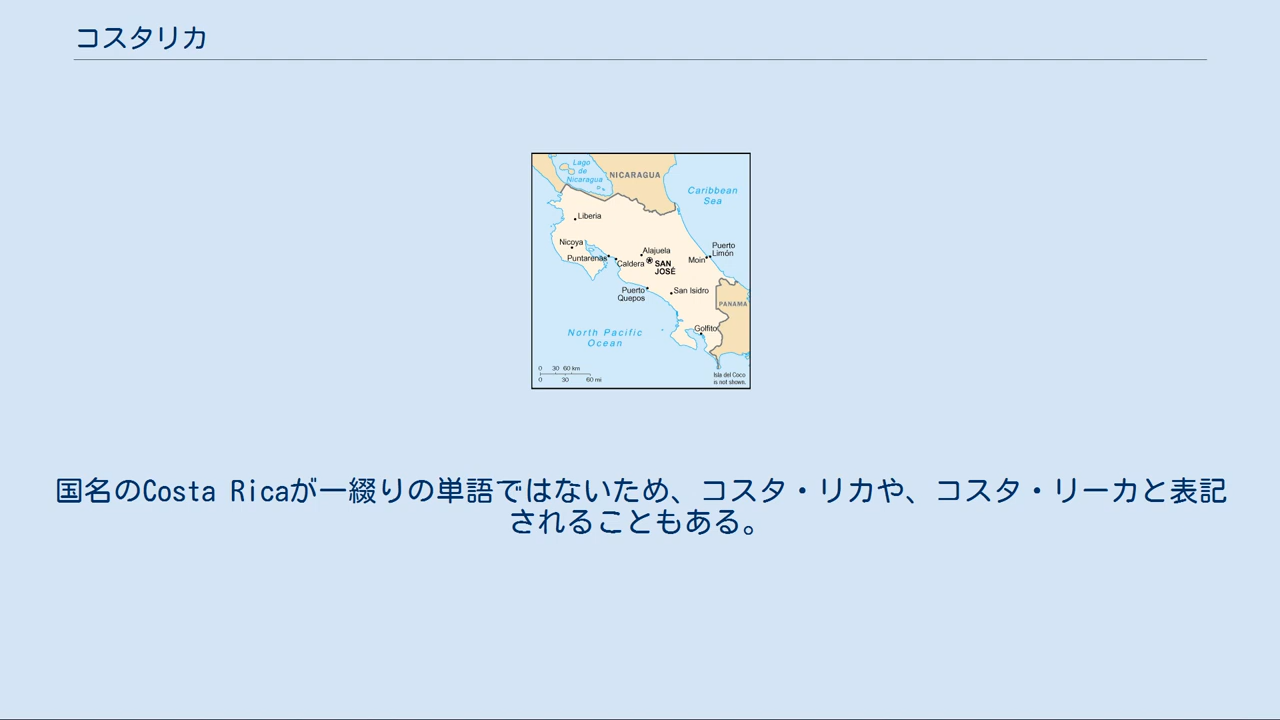 コスタリカ
Lago
de
Nicaragua
NICARAGUA
Caribbean
Sea
Liberia
Nicoya
Alajuela
Puerto
Limón
Puntarenas
Caldera
SAN
JOSÉ
Moin
Puerto
Quepos
San Isidro
PANAMA
Golfito
North Pacific
Ocean
0 30 60 km
0 30 60 mi
Isla del Coco
is not shown.
国名のCosta Ricaが一綴りの単語ではないため、コスタ・リカや、コスタ・リーカと表記
されることもある。